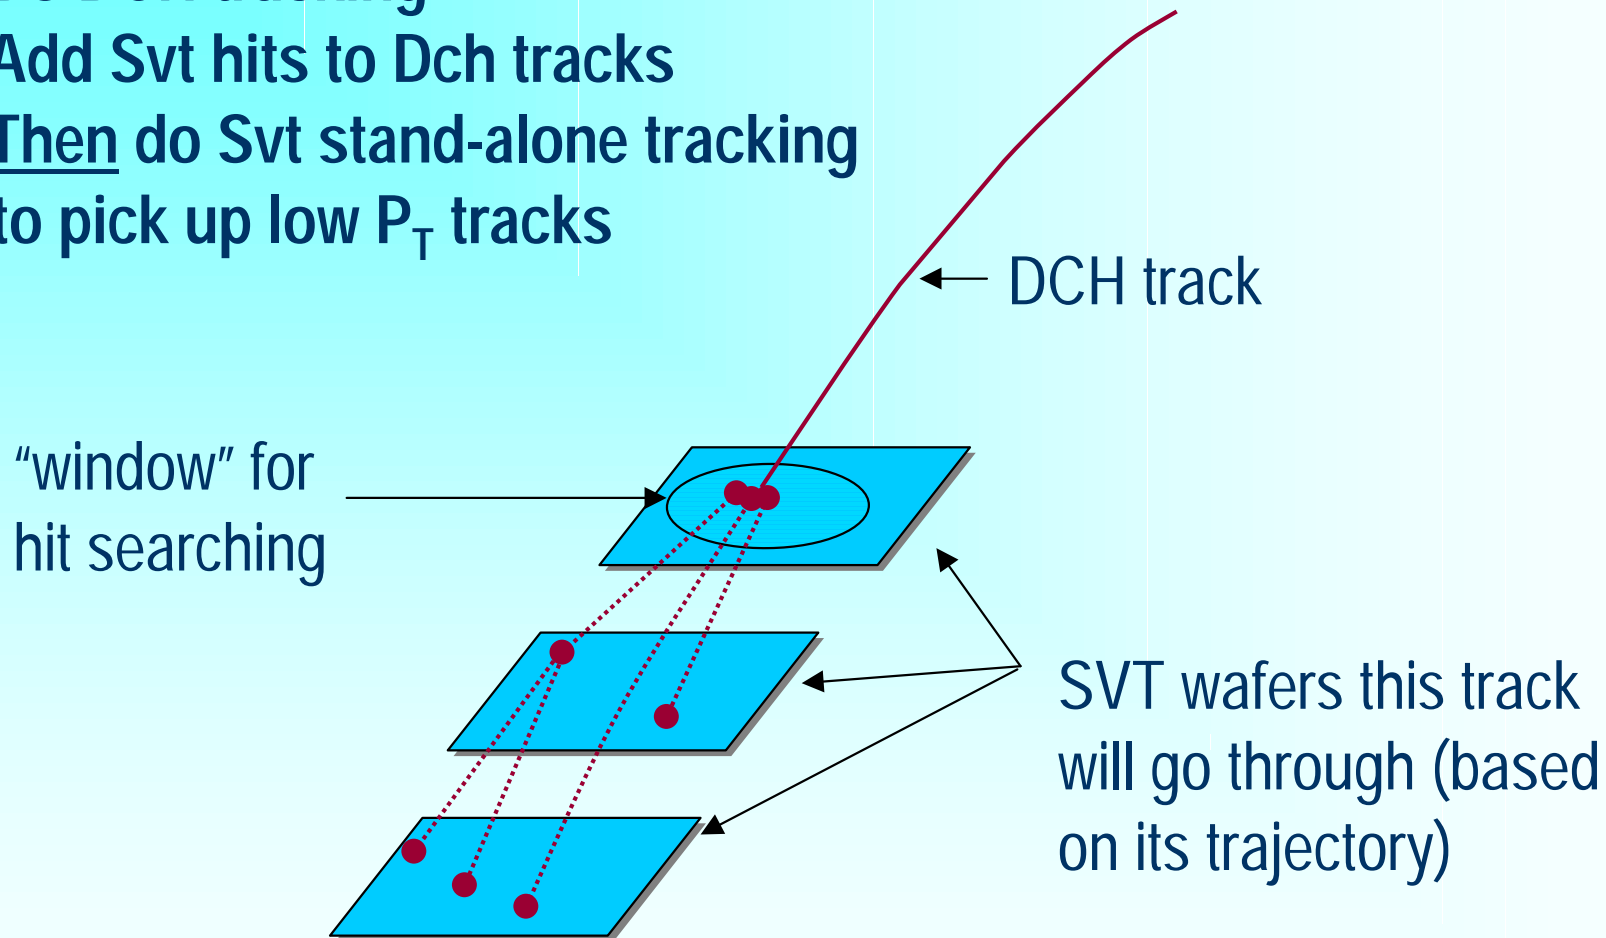 Add Svt hits to Dch tracks
Then do Svt stand-alone tracking
to pick up low PT tracks
DCH track
“window” for
hit searching
SVT wafers this track
will go through (based
on its trajectory)